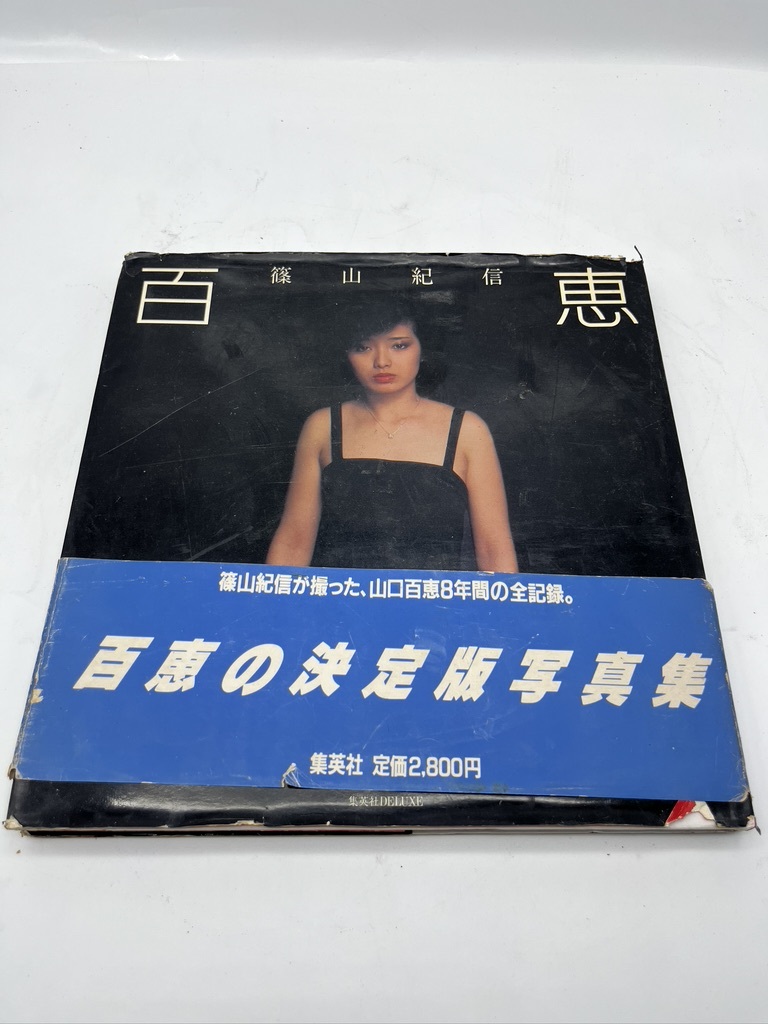 百恵
篠山紀信
篠山紀信が撮った、山口百恵8年間の全記録。
百恵の決定版写真集
集英社 定価2,800円
集英社DELUXE